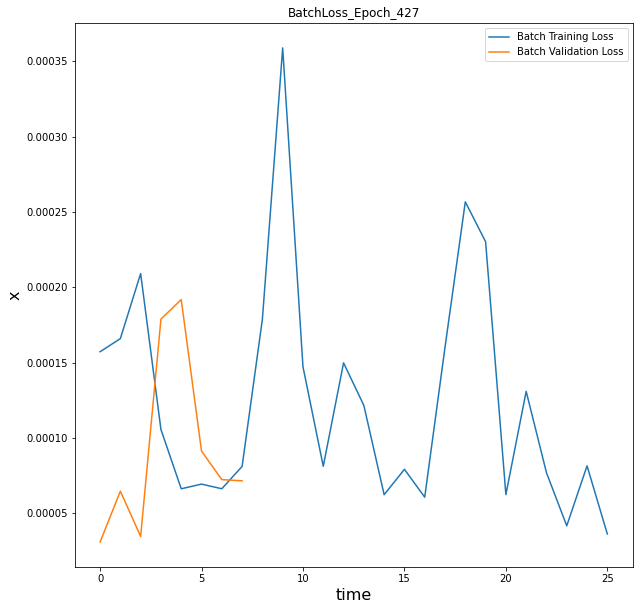 BatchLoss_Epoch_427
Batch Training Loss
Batch Validation Loss
0.00035
0.00030
0.00025
0.00020
0.00015
0.00010
0.00005
x
0 5 10 15 20 25
time